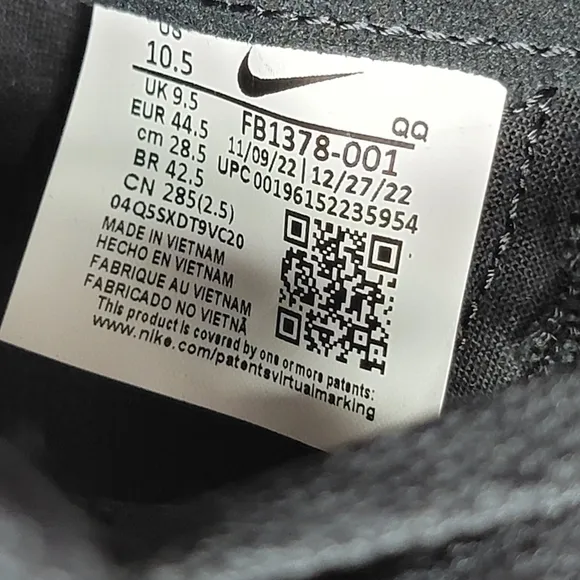 US
10.5
UK 9.5
EUR 44.5
cm 28.5
BR 42.5
CN 285(2.5)
04Q5SXDT9VC20
MADE IN VIETNAM
HECHO EN VIETNAM
FABRIQUE AU VIETNAM
FABRICADO NO VIETNÃ
This product is covered by one or more patents:
www.nike.com/patentsvirtualmarking
QQ
FB1378-001
11/09/22 | 12/27/22
UPC 00196152235954